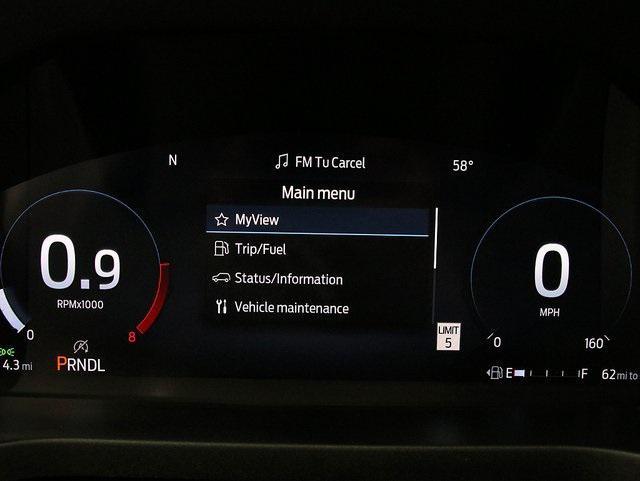 N
FM Tu Carcel
58°
Main menu
MyView
Trip/Fuel
Status/Information
Vehicle maintenance
0.9
RPMx1000
0
8
4.3 mi
PRNDL
LIMIT
5
0
MPH
0
160
E
F
62 mi to